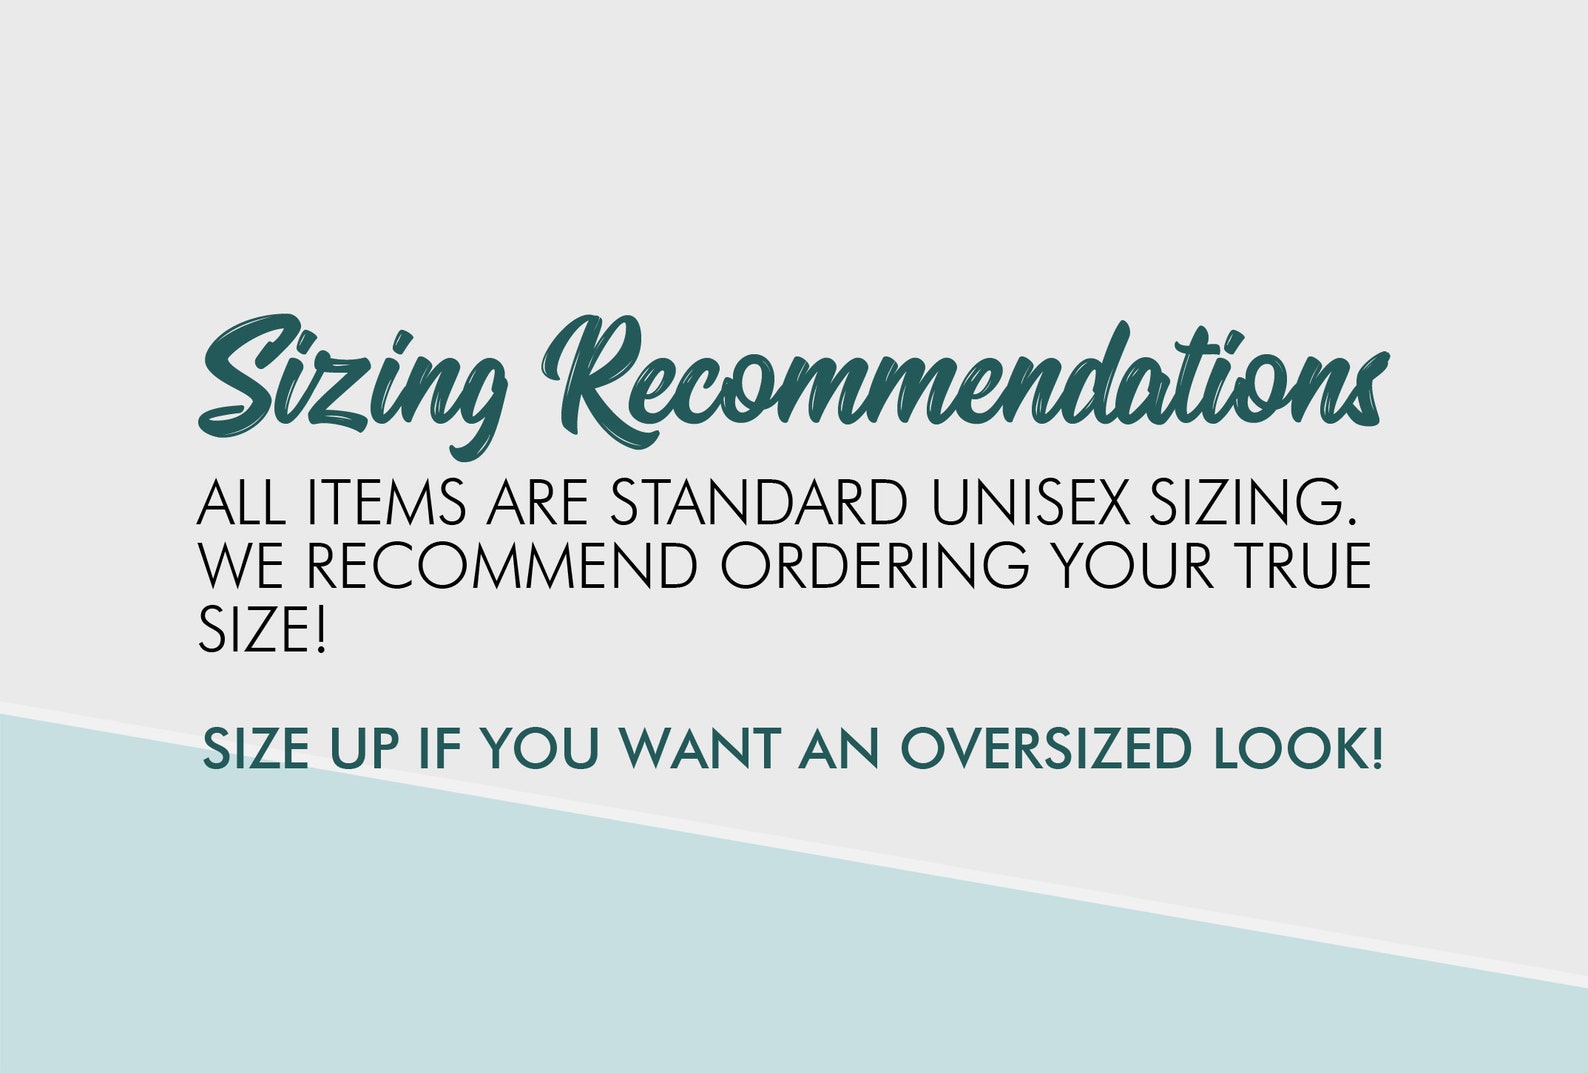 Sizing Recommendations
ALL ITEMS ARE STANDARD UNISEX SIZING.
WE RECOMMEND ORDERING YOUR TRUE
SIZE!
SIZE UP IF YOU WANT AN OVERSIZED LOOK!